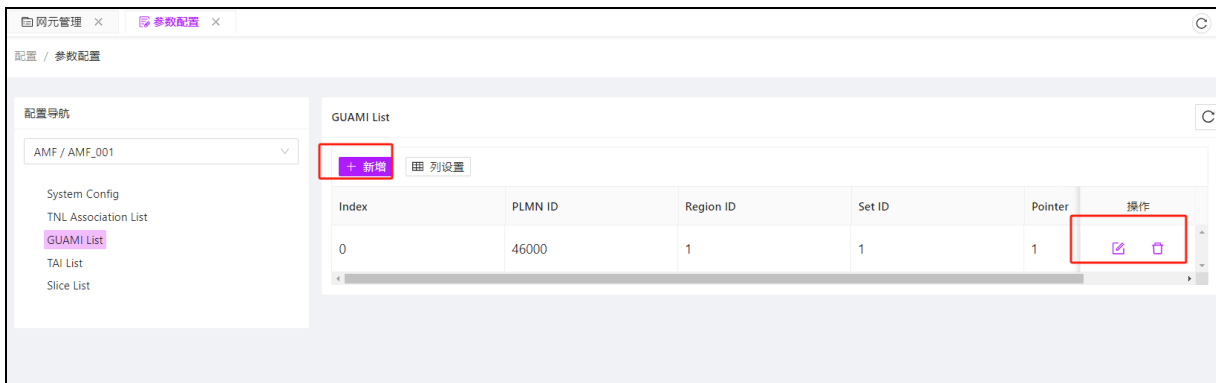 网元管理 参数配置
配置 / 参数配置
配置导航
AMF / AMF_001
System Config
TNL Association List
GUAMI List
TAI List
Slice List
GUAMI List
+ 新增 列设置
Index PLMN ID Region ID Set ID Pointer 操作
0 46000 1 1 1